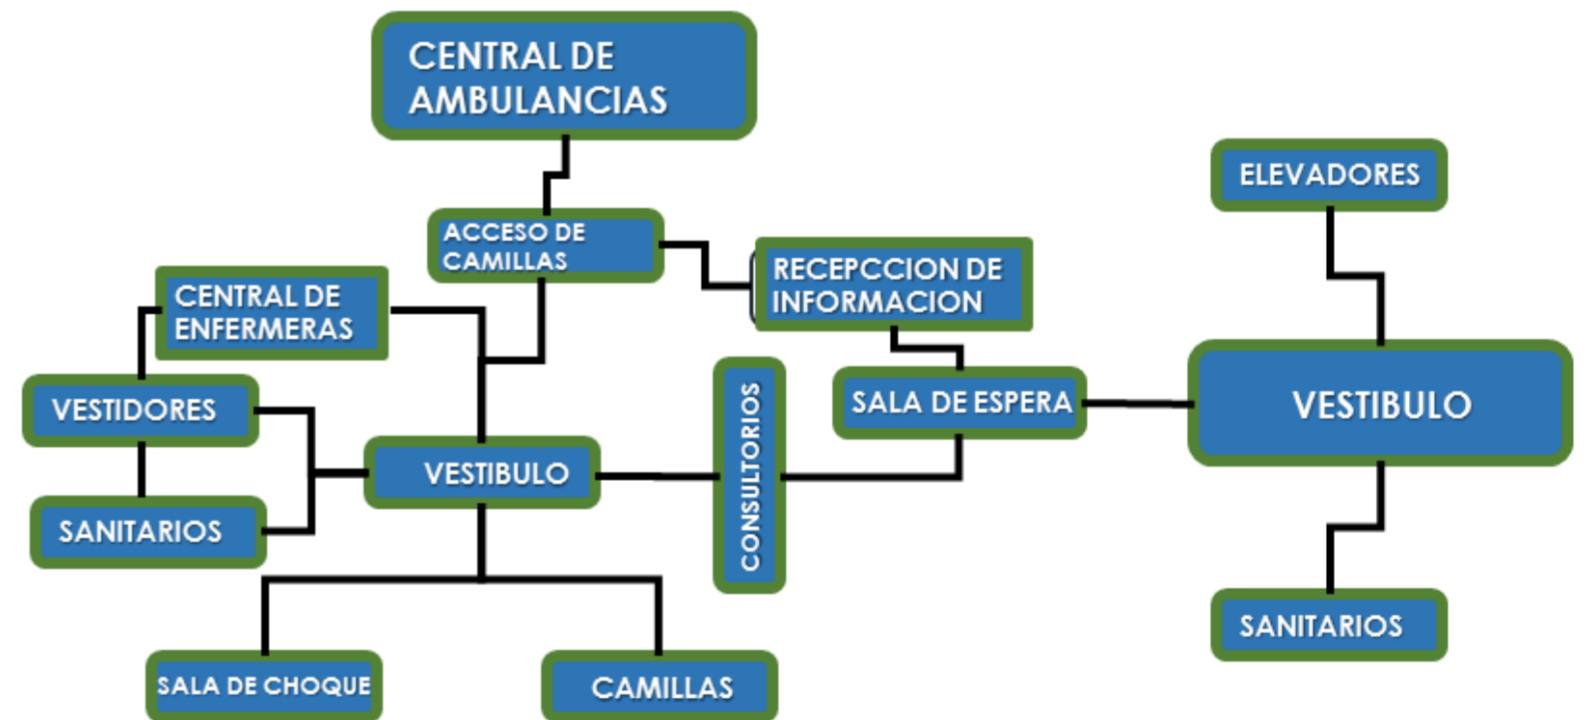 CENTRAL DE
AMBULANCIAS
ELEVADORES
ACCESO DE
CAMILLAS
RECEPCCION DE
INFORMACION
CENTRAL DE
ENFERMERAS
VESTIDORES
SALA DE ESPERA
VESTIBULO
CONSULTORIOS
VESTIBULO
SANITARIOS
SANITARIOS
SALA DE CHOQUE
CAMILLAS